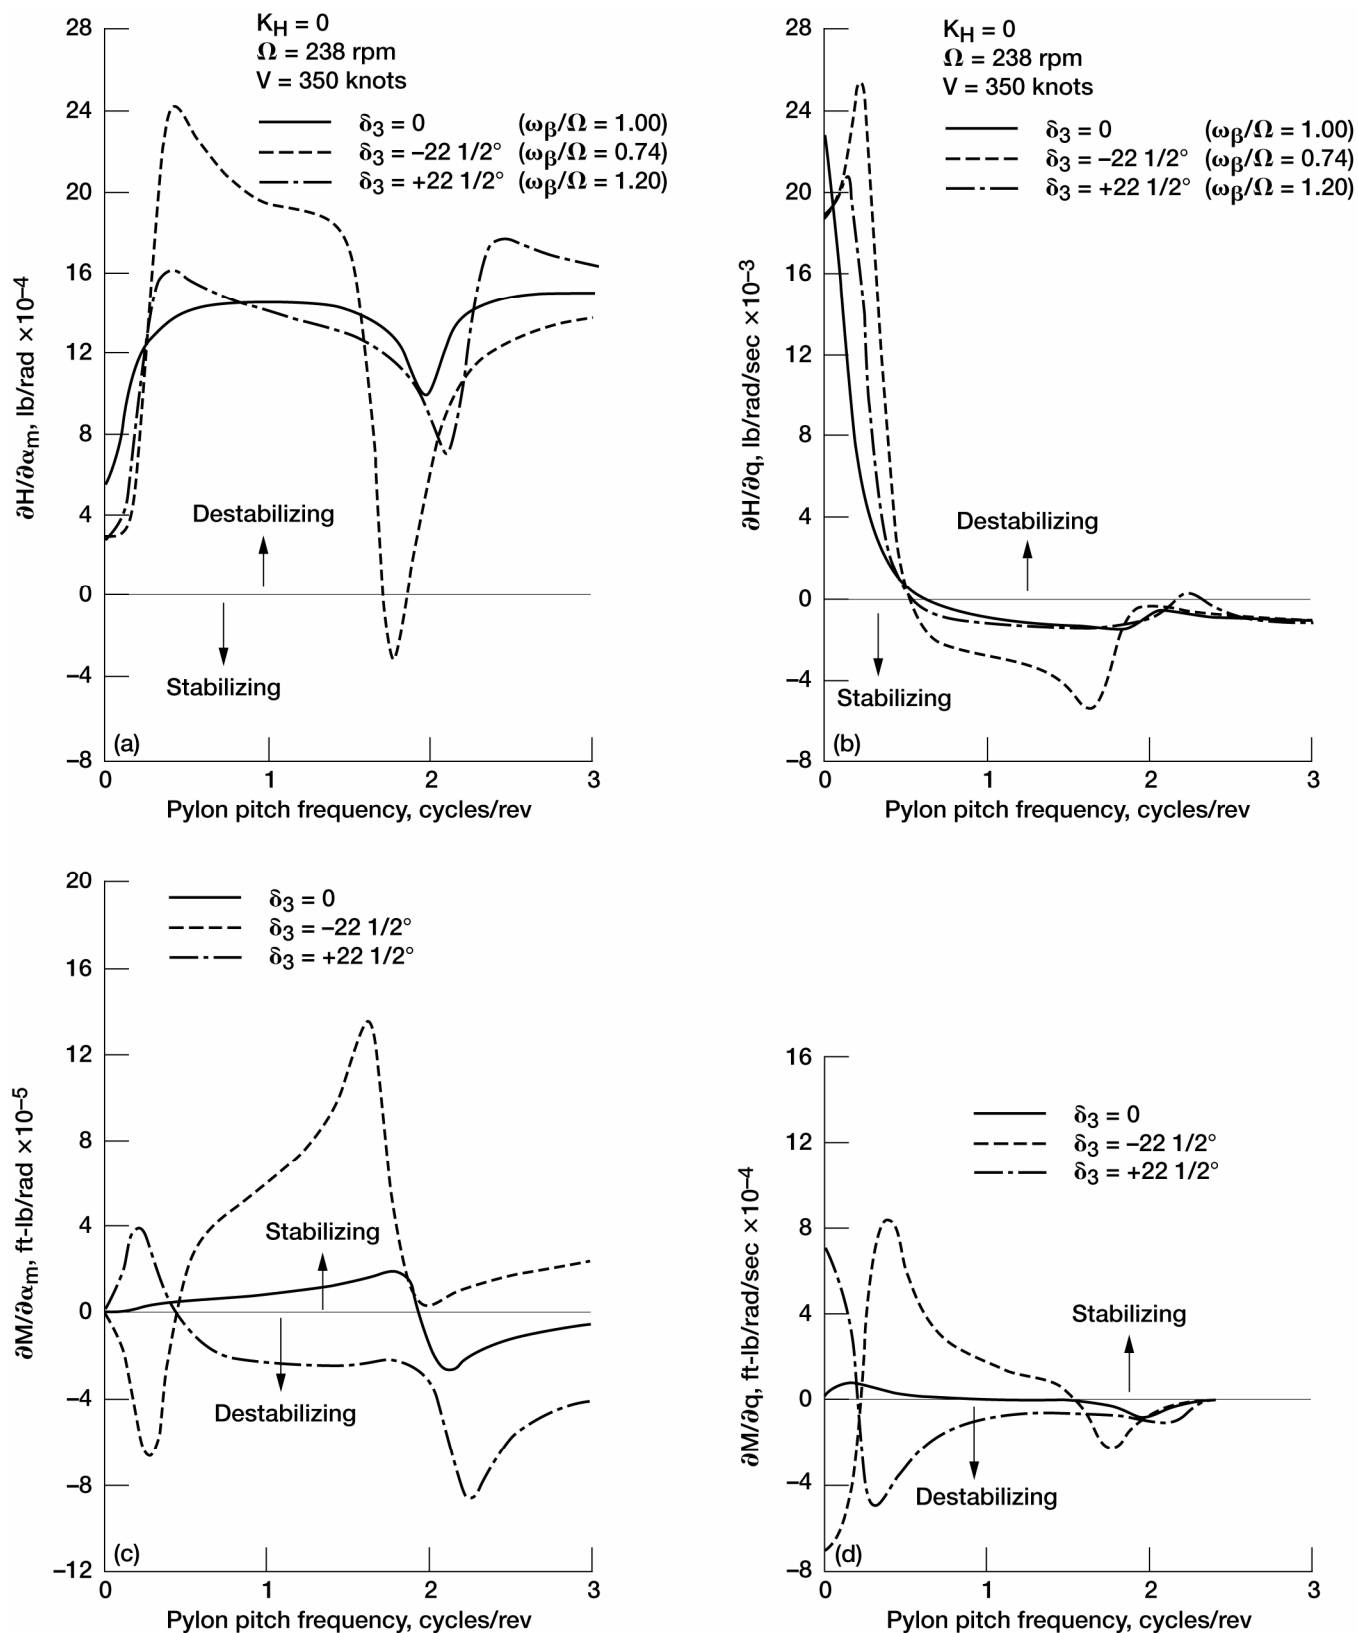 K_H = 0
Ω = 238 rpm
V = 350 knots
δ3 = 0 (ωβ/Ω = 1.00)
δ3 = –22 1/2° (ωβ/Ω = 0.74)
δ3 = +22 1/2° (ωβ/Ω = 1.20)
28
24
20
16
12
8
4
0
–4
–8
∂H/∂αm, lb/rad ×10–4
Destabilizing
Stabilizing
(a)
0 1 2 3
Pylon pitch frequency, cycles/rev
K_H = 0
Ω = 238 rpm
V = 350 knots
δ3 = 0 (ωβ/Ω = 1.00)
δ3 = –22 1/2° (ωβ/Ω = 0.74)
δ3 = +22 1/2° (ωβ/Ω = 1.20)
28
24
20
16
12
8
4
0
–4
–8
∂H/∂q, lb/rad/sec ×10–3
Destabilizing
Stabilizing
(b)
0 1 2 3
Pylon pitch frequency, cycles/rev
δ3 = 0
δ3 = –22 1/2°
δ3 = +22 1/2°
20
16
12
8
4
0
–4
–8
–12
∂M/∂αm, ft-lb/rad ×10–5
Stabilizing
Destabilizing
(c)
0 1 2 3
Pylon pitch frequency, cycles/rev
δ3 = 0
δ3 = –22 1/2°
δ3 = +22 1/2°
16
12
8
4
0
–4
–8
∂M/∂q, ft-lb/rad/sec ×10–4
Stabilizing
Destabilizing
(d)
0 1 2 3
Pylon pitch frequency, cycles/rev